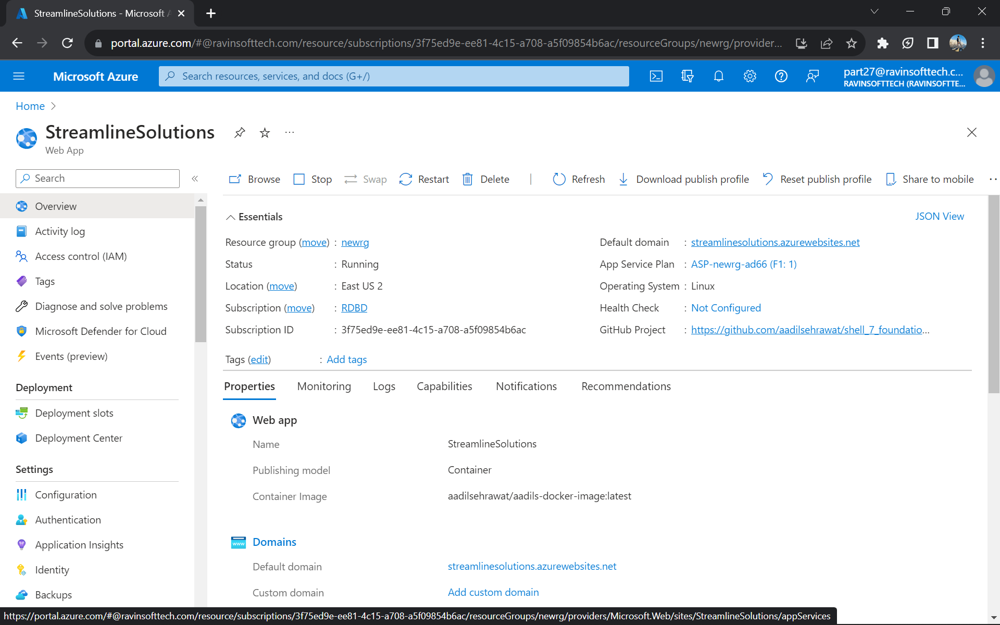 StreamlineSolutions - Microsoft A
portal.azure.com/#@ravinsofttech.com/resource/subscriptions/3f75ed9e-ee81-4c15-a708-a5f09854b6ac/resourceGroups/newrg/provider...
Microsoft Azure
Search resources, services, and docs (G+/)
part27@ravinsofttech.c...
RAVINSOFTTECH (RAVINSOFTTE...
Home >
StreamlineSolutions
Web App
Search
Browse Stop Swap Restart Delete | Refresh Download publish profile Reset publish profile Share to mobile
Overview
Activity log
Access control (IAM)
Tags
Diagnose and solve problems
Microsoft Defender for Cloud
Events (preview)
Deployment
Deployment slots
Deployment Center
Settings
Configuration
Authentication
Application Insights
Identity
Backups
Essentials
JSON View
Resource group (move) : newrg
Status : Running
Location (move) : East US 2
Subscription (move) : RDBD
Subscription ID : 3f75ed9e-ee81-4c15-a708-a5f09854b6ac
Default domain : streamlinesolutions.azurewebsites.net
App Service Plan : ASP-newrg-ad66 (F1: 1)
Operating System : Linux
Health Check : Not Configured
GitHub Project : https://github.com/aadilsehrawat/shell_7_foundatio...
Tags (edit) : Add tags
Properties Monitoring Logs Capabilities Notifications Recommendations
Web app
Name StreamlineSolutions
Publishing model Container
Container Image aadilsehrawat/aadils-docker-image:latest
www
Domains
Default domain streamlinesolutions.azurewebsites.net
Custom domain Add custom domain
https://portal.azure.com/#@ravinsofttech.com/resource/subscriptions/3f75ed9e-ee81-4c15-a708-a5f09854b6ac/resourceGroups/newrg/providers/Microsoft.Web/sites/StreamlineSolutions/appServices